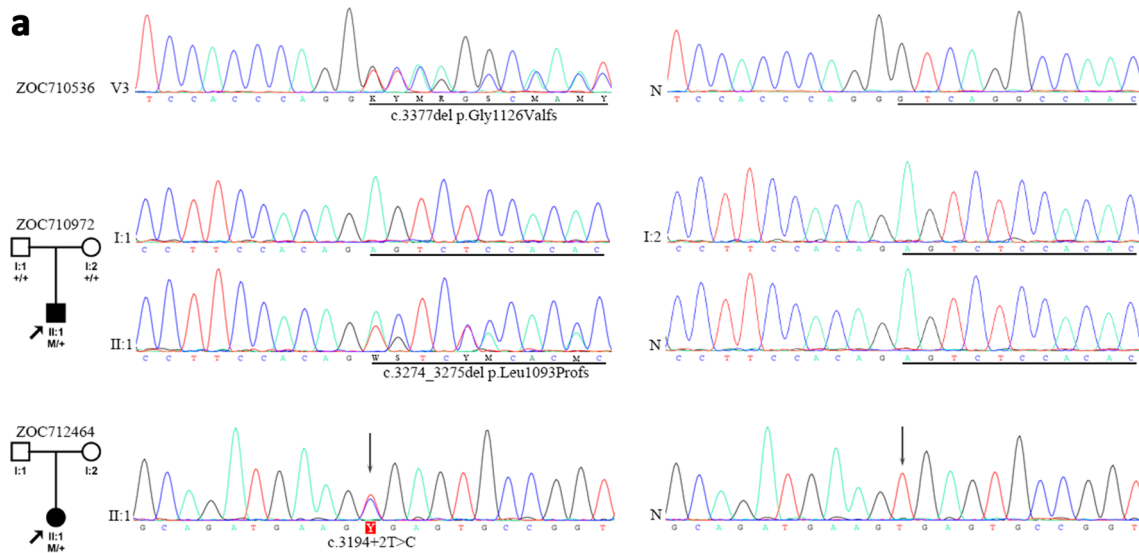 a
ZOC710536 V3 N
T C C A C C C A G G K Y M R G S C M A M Y
T C C A C C C A G G G T C A G G C C A A C
c.3377del p.Gly1126Valfs
ZOC710972
I:1 I:2
+/+ +/+
II:1
M/+
I:1
C C T T C C A C A G A G T C T C C A C A C
I:2
C C T T C C A C A G A G T C T C C A C A C
II:1
C C T T C C A C A G W S T C Y M C A C M C
N
C C T T C C A C A G A G T C T C C A C A C
c.3274_3275del p.Leu1093Profs
ZOC712464
I:1 I:2
II:1
M/+
II:1
G C A G A T G A A G Y G A G T G C C G G T
N
G C A G A T G A A G T G A G T G C C G G T
c.3194+2T>C